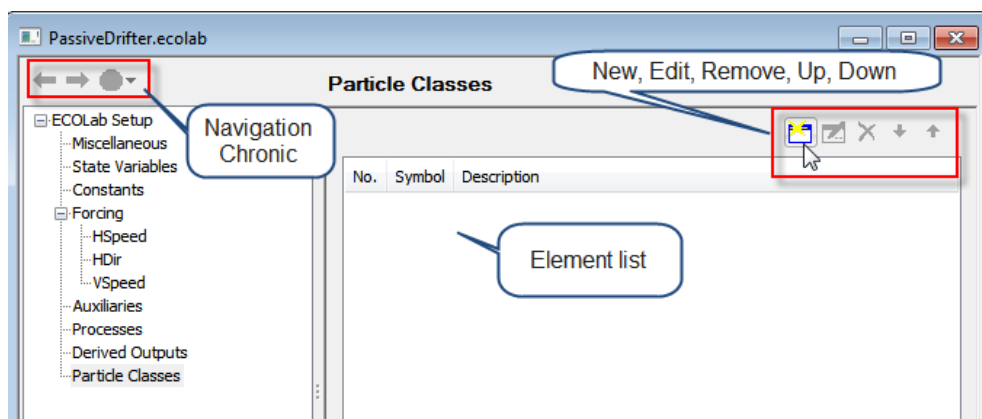 PassiveDrifter.ecolab
Particle Classes
New, Edit, Remove, Up, Down
Navigation
Chronic
ECOLab Setup
Miscellaneous
State Variables
Constants
Forcing
HSpeed
HDir
VSpeed
Auxiliaries
Processes
Derived Outputs
Particle Classes
No. Symbol Description
Element list